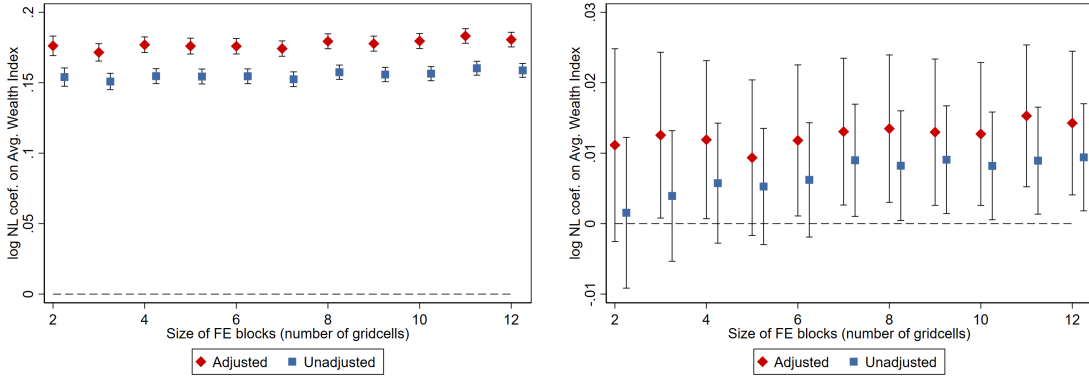 log NL coef. on Avg. Wealth Index
.2
.15
.1
.05
0
2 4 6 8 10 12
Size of FE blocks (number of gridcells)
Adjusted Unadjusted
log NL coef. on Avg. Wealth Index
.03
.02
.01
0
-.01
2 4 6 8 10 12
Size of FE blocks (number of gridcells)
Adjusted Unadjusted